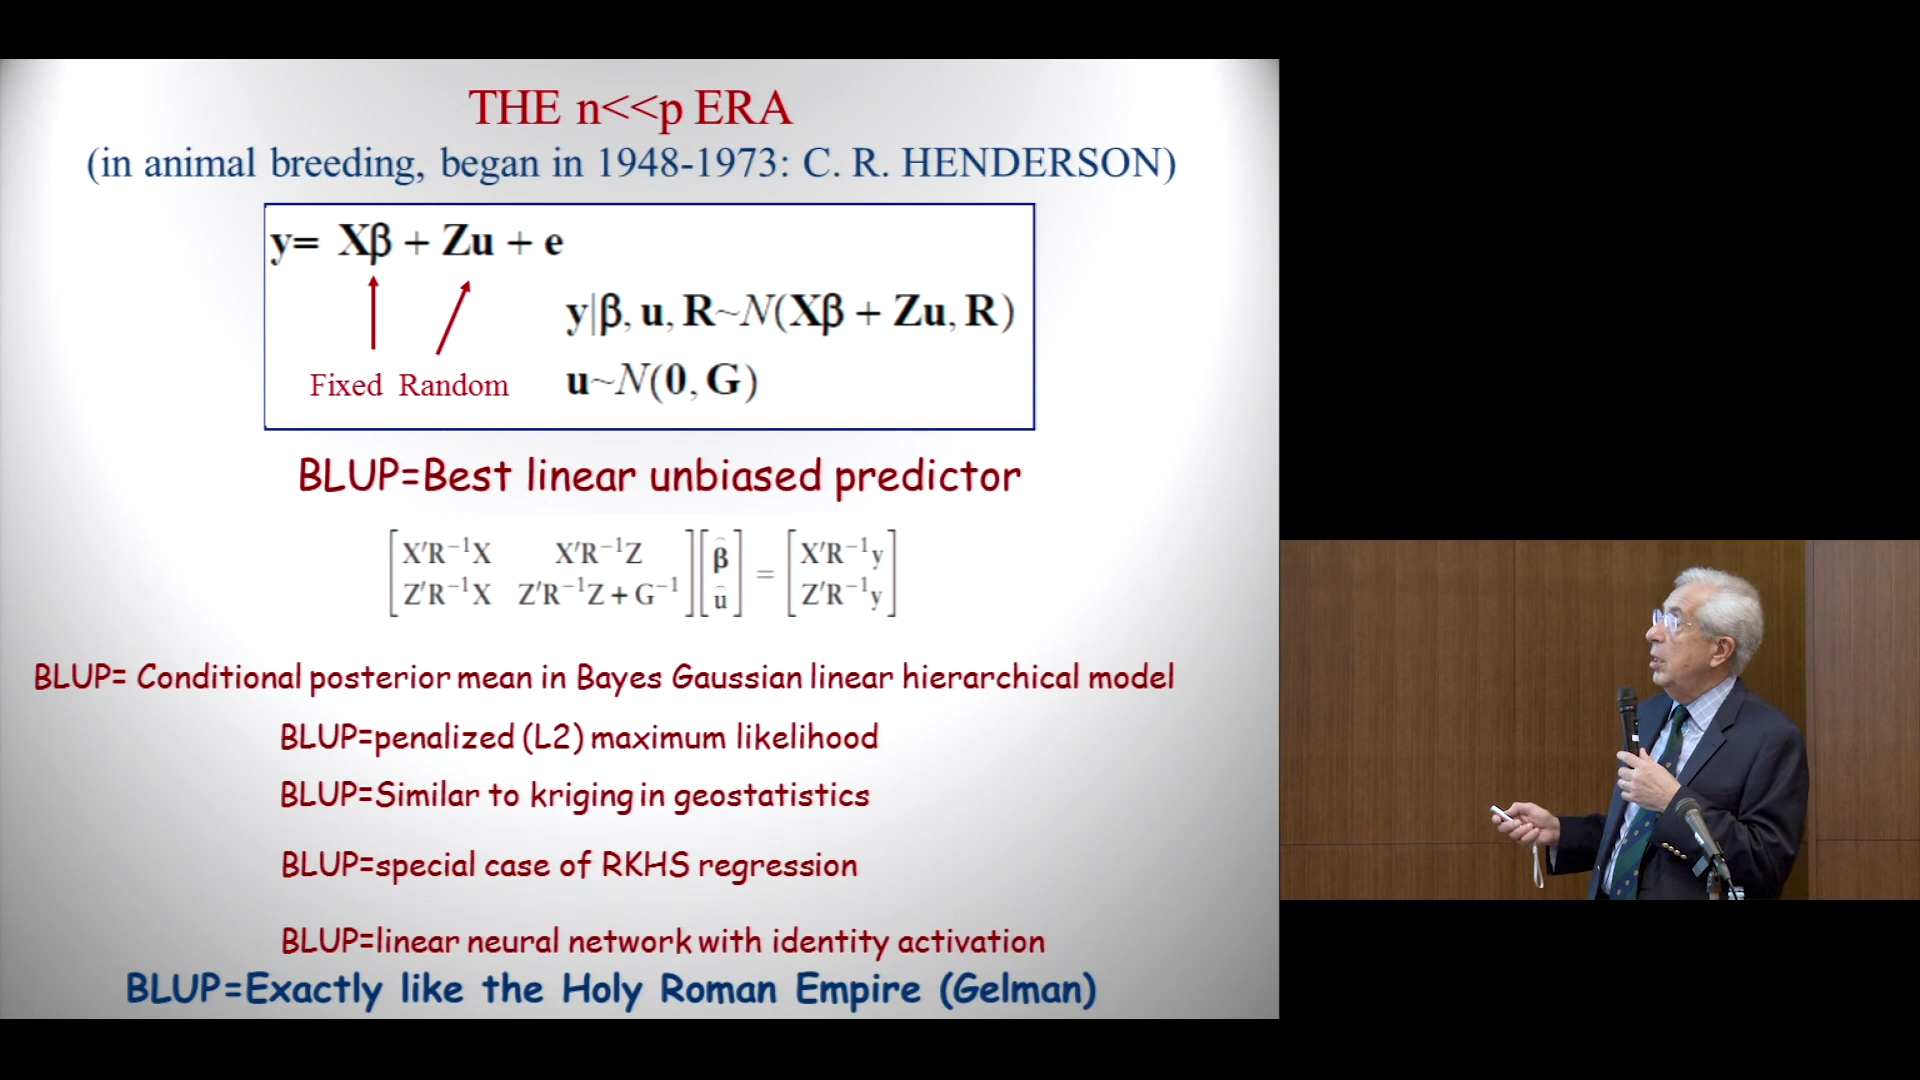 THE n<<p ERA
(in animal breeding, began in 1948-1973: C. R. HENDERSON)
y= Xβ + Zu + e
y|β, u, R~N(Xβ + Zu, R)
Fixed Random
u~N(0, G)
BLUP=Best linear unbiased predictor
[X′R⁻¹X X′R⁻¹Z] [β̂] = [X′R⁻¹y]
[Z′R⁻¹X Z′R⁻¹Z+G⁻¹] [û] [Z′R⁻¹y]
BLUP= Conditional posterior mean in Bayes Gaussian linear hierarchical model
BLUP=penalized (L2) maximum likelihood
BLUP=Similar to kriging in geostatistics
BLUP=special case of RKHS regression
BLUP=linear neural network with identity activation
BLUP=Exactly like the Holy Roman Empire (Gelman)